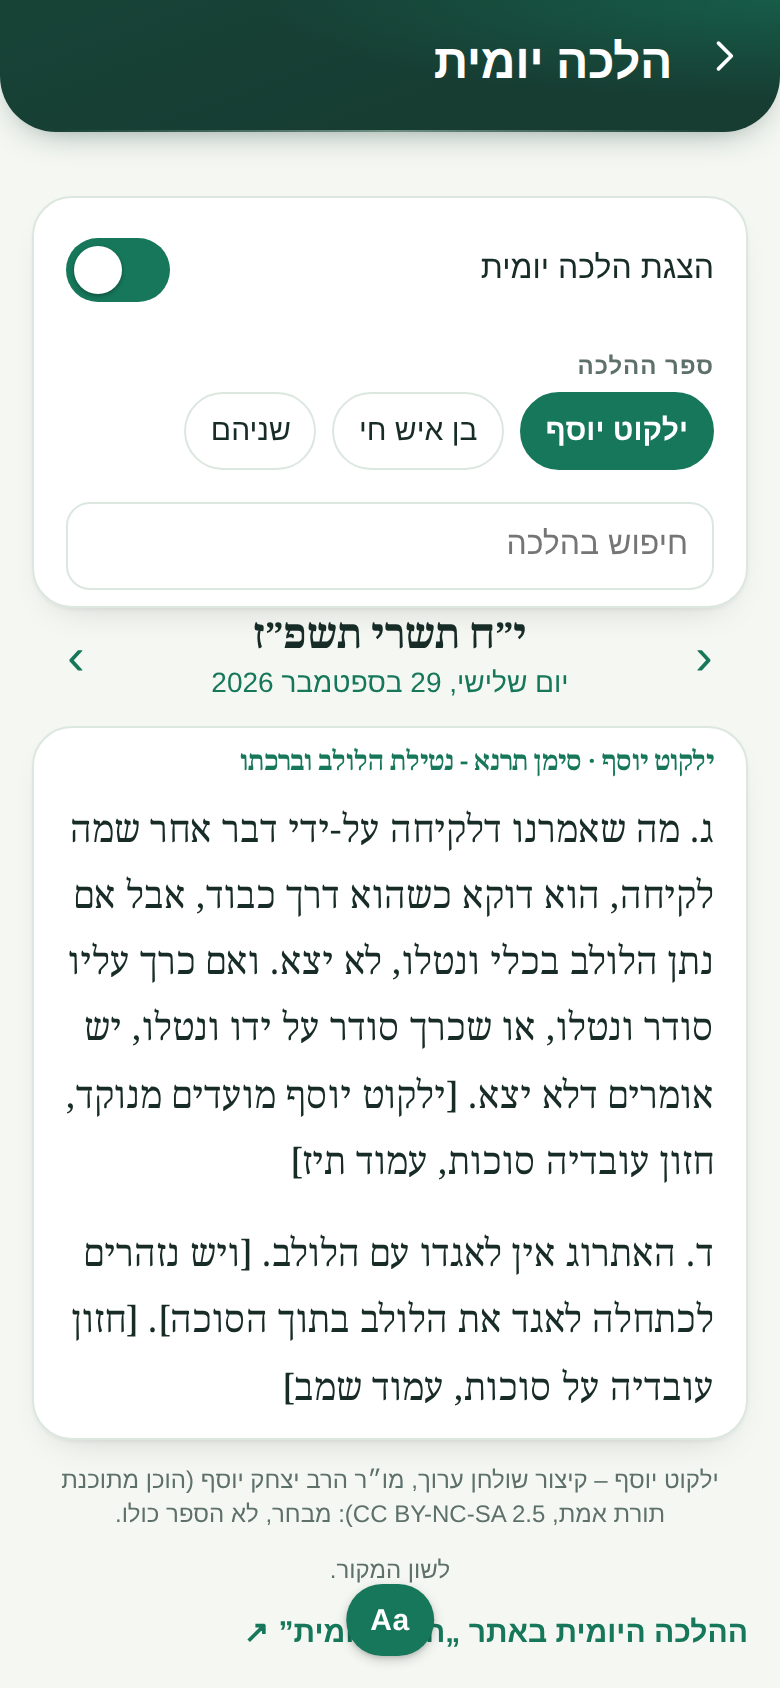 הלכה יומית
הצגת הלכה יומית
ספר ההלכה
ילקוט יוסף
בן איש חי
שניהם
חיפוש בהלכה
י״ח תשרי תשפ״ז
יום שלישי, 29 בספטמבר 2026
ילקוט יוסף · סימן תרנא - נטילת הלולב וברכתו
ג. מה שאמרנו דלקיחה על-ידי דבר אחר שמה
לקיחה, הוא דוקא כשהוא דרך כבוד, אבל אם
נתן הלולב בכלי ונטלו, לא יצא. ואם כרך עליו
סודר ונטלו, או שכרך סודר על ידו ונטלו, יש
אומרים דלא יצא. [ילקוט יוסף מועדים מנוקד,
חזון עובדיה סוכות, עמוד תיז]
ד. האתרוג אין לאגדו עם הלולב. [ויש נזהרים
לכתחלה לאגד את הלולב בתוך הסוכה]. [חזון
עובדיה על סוכות, עמוד שמב]
ילקוט יוסף – קיצור שולחן ערוך, מו״ר הרב יצחק יוסף (הוכן מתוכנת
תורת אמת, CC BY-NC-SA 2.5): מבחר, לא הספר כולו.
לשון המקור.
ההלכה היומית באתר ↗
Aa